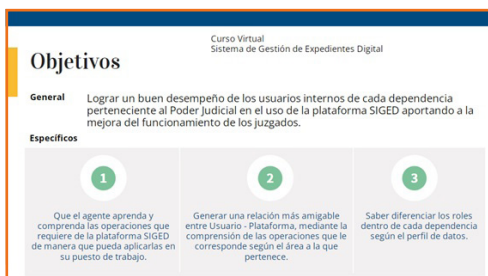 Curso Virtual
Sistema de Gestión de Expedientes Digital
Objetivos
General
Lograr un buen desempeño de los usuarios internos de cada dependencia
perteneciente al Poder Judicial en el uso de la plataforma SIGED aportando a la
mejora del funcionamiento de los juzgados.
Específicos
1
Que el agente aprenda y
comprenda las operaciones que
requiere de la plataforma SIGED
de manera que pueda aplicarlas en
su puesto de trabajo.
2
Generar una relación más amigable
entre Usuario - Plataforma, mediante la
comprensión de las operaciones que le
corresponde según el área a la que
pertenece.
3
Saber diferenciar los roles
dentro de cada dependencia
según el perfil de datos.